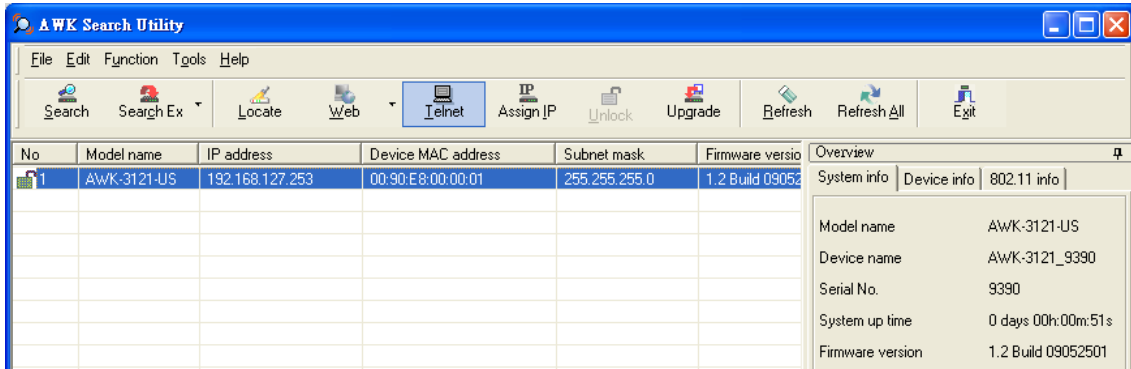 AWK Search Utility
File Edit Function Tools Help
Search Search Ex Locate Web Telnet Assign IP Unlock Upgrade Refresh Refresh All Exit
No Model name IP address Device MAC address Subnet mask Firmware versio
1 AWK-3121-US 192.168.127.253 00:90:E8:00:00:01 255.255.255.0 1.2 Build 09052
Overview
System info Device info 802.11 info
Model name AWK-3121-US
Device name AWK-3121_9390
Serial No. 9390
System up time 0 days 00h:00m:51s
Firmware version 1.2 Build 09052501